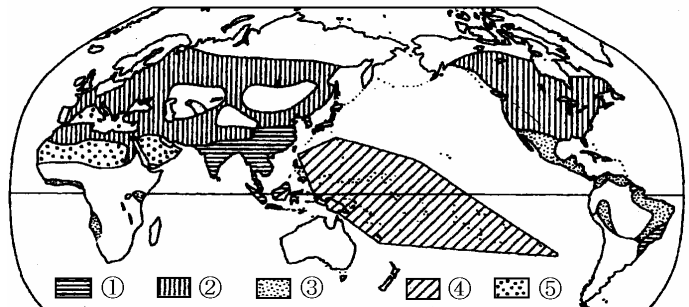 ① ② ③ ④ ⑤